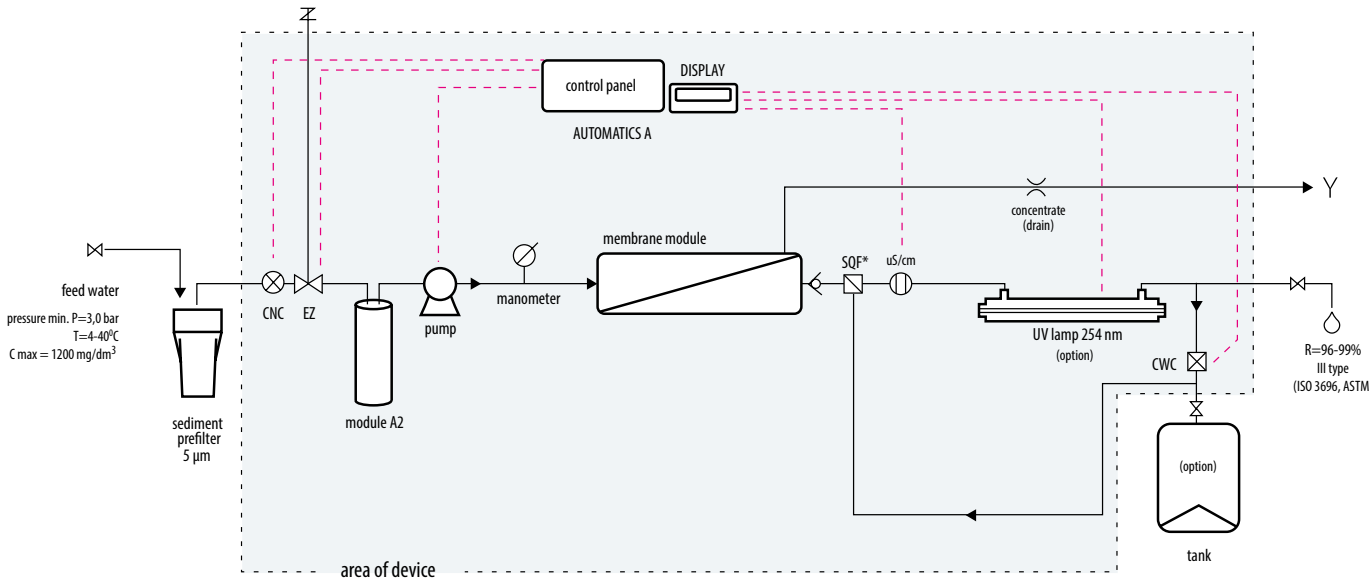 control panel
DISPLAY
AUTOMATICS A
concentrate
(drain)
membrane module
SQF*
uS/cm
feed water
pressure min. P=3,0 bar
T=4-40⁰C
C max = 1200 mg/dm³
CNC
EZ
pump
manometer
UV lamp 254 nm
(option)
CWC
R=96-99%
III type
(ISO 3696, ASTM
sediment
prefilter
5 µm
module A2
(option)
tank
area of device